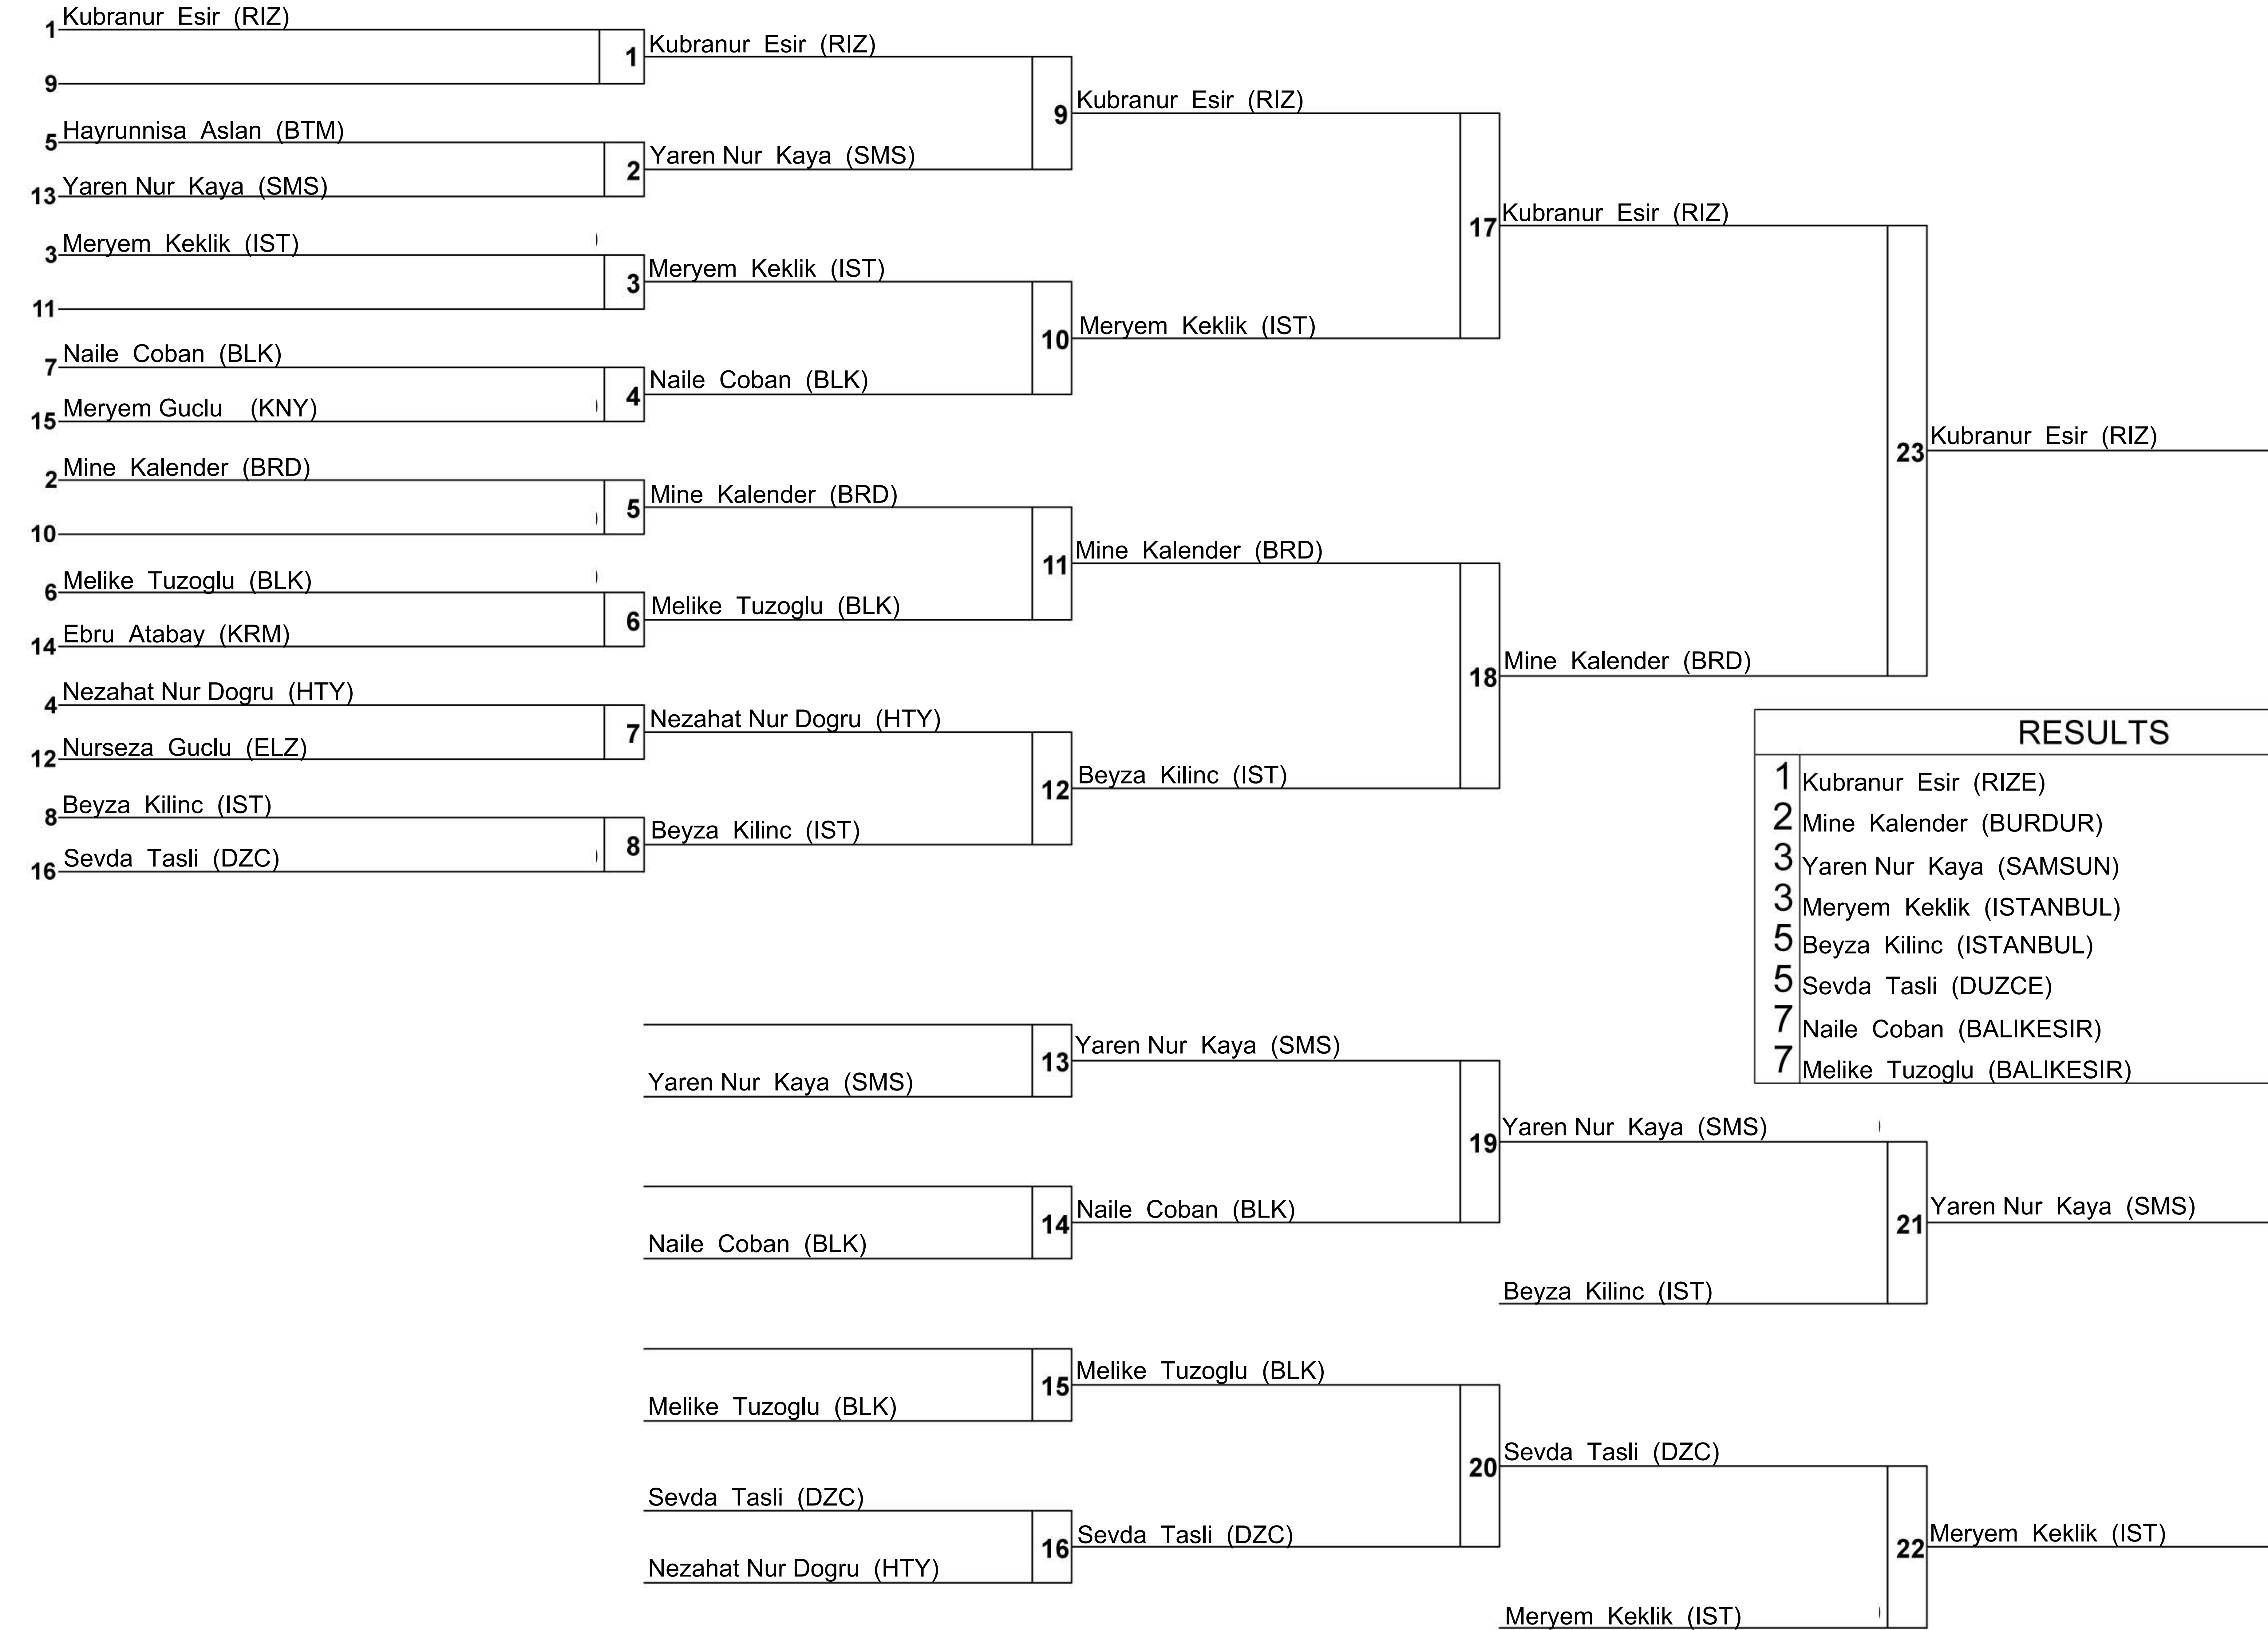 1 Kubranur Esir (RIZ)
9
1 Kubranur Esir (RIZ)
5 Hayrunnisa Aslan (BTM)
13 Yaren Nur Kaya (SMS)
2 Yaren Nur Kaya (SMS)
3 Meryem Keklik (IST)
11
3 Meryem Keklik (IST)
7 Naile Coban (BLK)
15 Meryem Guclu (KNY)
4 Naile Coban (BLK)
2 Mine Kalender (BRD)
10
5 Mine Kalender (BRD)
6 Melike Tuzoglu (BLK)
14 Ebru Atabay (KRM)
6 Melike Tuzoglu (BLK)
4 Nezahat Nur Dogru (HTY)
12 Nurseza Guclu (ELZ)
7 Nezahat Nur Dogru (HTY)
8 Beyza Kilinc (IST)
16 Sevda Tasli (DZC)
8 Beyza Kilinc (IST)
9 Kubranur Esir (RIZ)
10 Meryem Keklik (IST)
11 Mine Kalender (BRD)
12 Beyza Kilinc (IST)
17 Kubranur Esir (RIZ)
18 Mine Kalender (BRD)
23 Kubranur Esir (RIZ)
RESULTS
1 Kubranur Esir (RIZE)
2 Mine Kalender (BURDUR)
3 Yaren Nur Kaya (SAMSUN)
3 Meryem Keklik (ISTANBUL)
5 Beyza Kilinc (ISTANBUL)
5 Sevda Tasli (DUZCE)
7 Naile Coban (BALIKESIR)
7 Melike Tuzoglu (BALIKESIR)
Yaren Nur Kaya (SMS)
13 Yaren Nur Kaya (SMS)
Naile Coban (BLK)
14 Naile Coban (BLK)
Melike Tuzoglu (BLK)
15 Melike Tuzoglu (BLK)
Sevda Tasli (DZC)
Nezahat Nur Dogru (HTY)
16 Sevda Tasli (DZC)
19 Yaren Nur Kaya (SMS)
Beyza Kilinc (IST)
20 Sevda Tasli (DZC)
Meryem Keklik (IST)
21 Yaren Nur Kaya (SMS)
22 Meryem Keklik (IST)